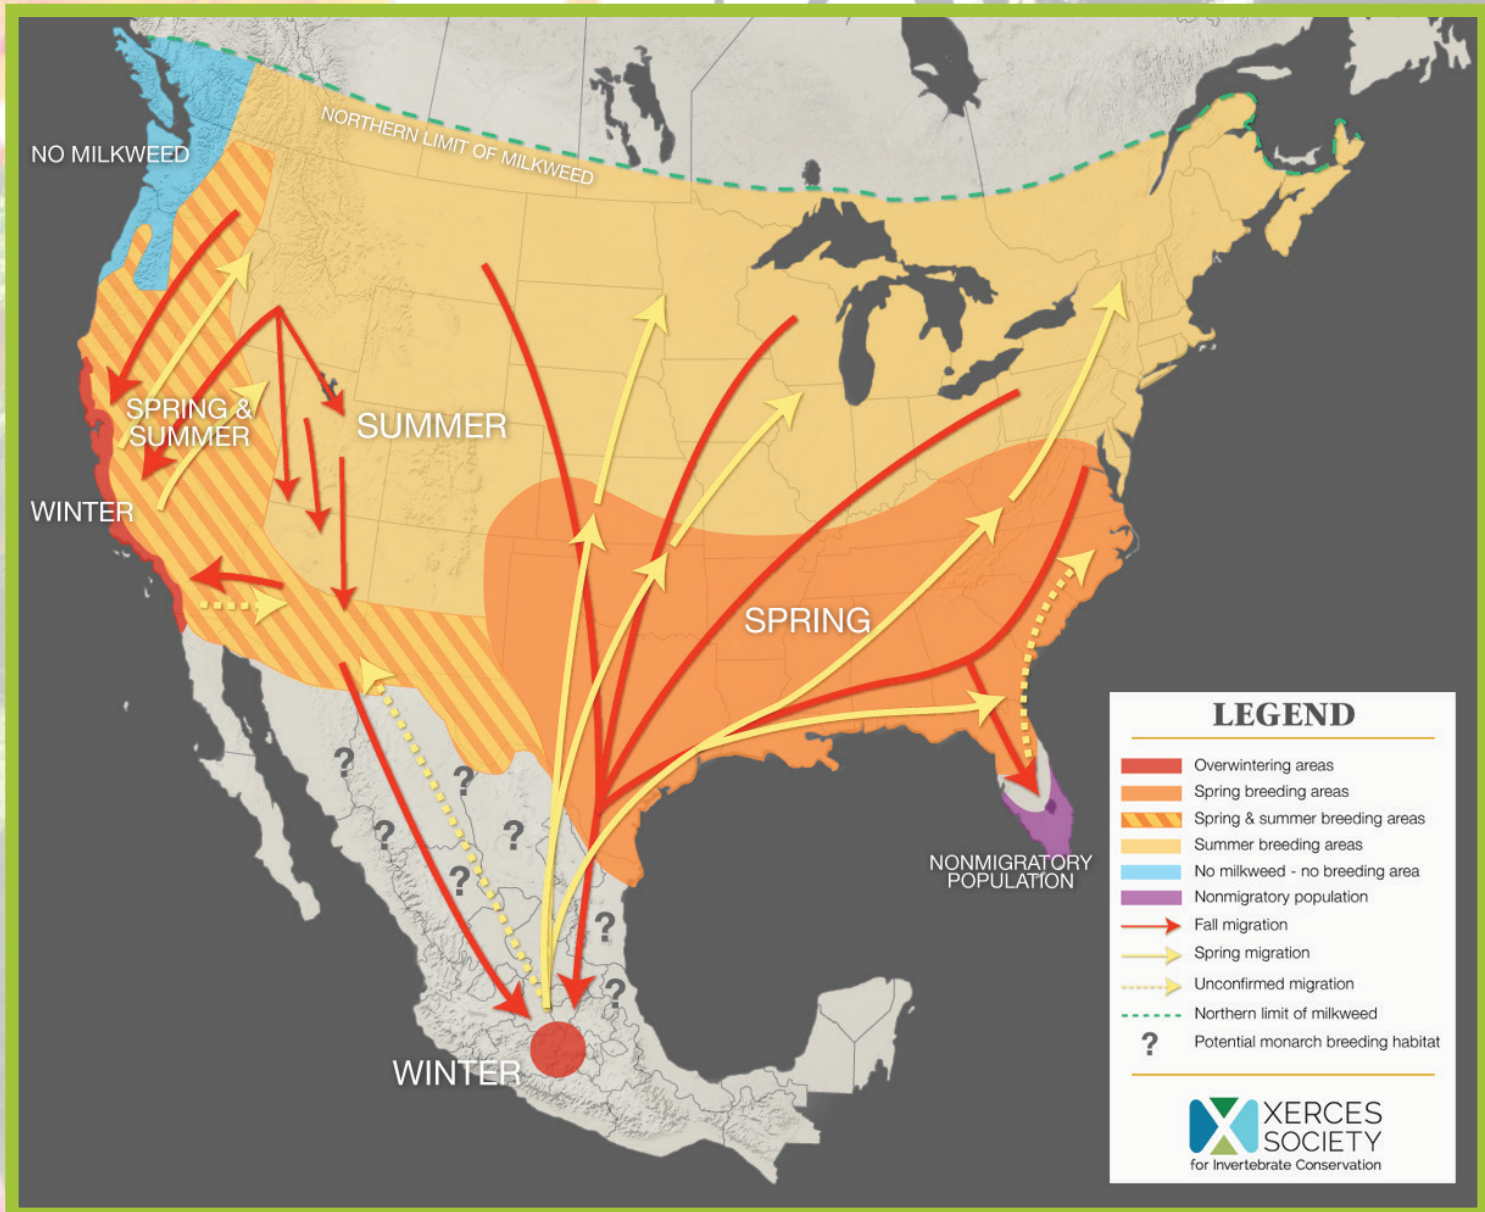 NORTHERN LIMIT OF MILKWEED
NO MILKWEED
SPRING &
SUMMER
SUMMER
WINTER
SPRING
?
?
?
?
?
?
?
NONMIGRATORY
POPULATION
WINTER
LEGEND
Overwintering areas
Spring breeding areas
Spring & summer breeding areas
Summer breeding areas
No milkweed - no breeding area
Nonmigratory population
Fall migration
Spring migration
Unconfirmed migration
Northern limit of milkweed
? Potential monarch breeding habitat
XERCES
SOCIETY
for Invertebrate Conservation